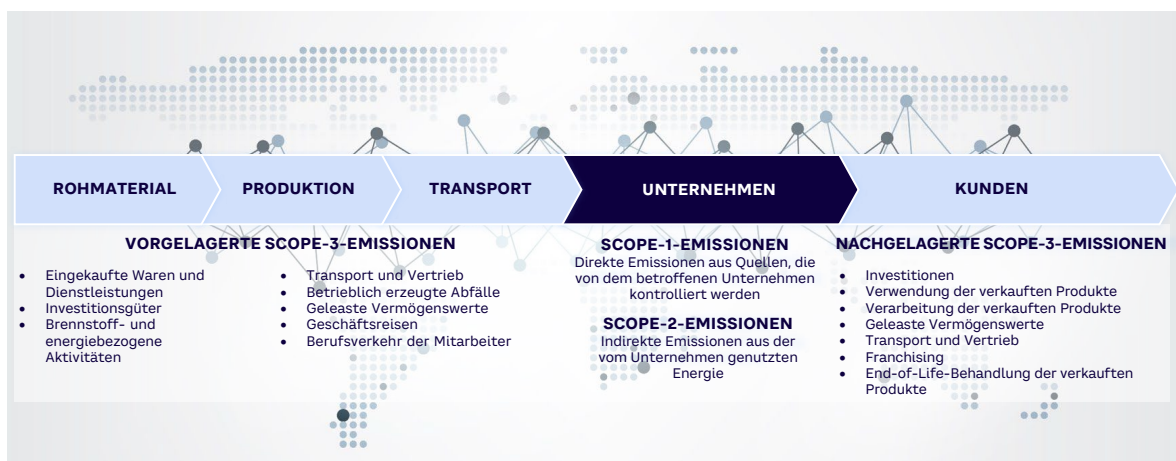 ROHMATERIAL
PRODUKTION
TRANSPORT
UNTERNEHMEN
KUNDEN
VORGELAGERTE SCOPE-3-EMISSIONEN
• Eingekaufte Waren und
Dienstleistungen
• Investitionsgüter
• Brennstoff- und
energiebezogene
Aktivitäten
• Transport und Vertrieb
• Betrieblich erzeugte Abfälle
• Geleaste Vermögenswerte
• Geschäftsreisen
• Berufsverkehr der Mitarbeiter
SCOPE-1-EMISSIONEN
Direkte Emissionen aus Quellen, die
von dem betroffenen Unternehmen
kontrolliert werden
SCOPE-2-EMISSIONEN
Indirekte Emissionen aus der
vom Unternehmen genutzten
Energie
NACHGELAGERTE SCOPE-3-EMISSIONEN
• Investitionen
• Verwendung der verkauften Produkte
• Verarbeitung der verkauften Produkte
• Geleaste Vermögenswerte
• Transport und Vertrieb
• Franchising
• End-of-Life-Behandlung der verkauften
Produkte